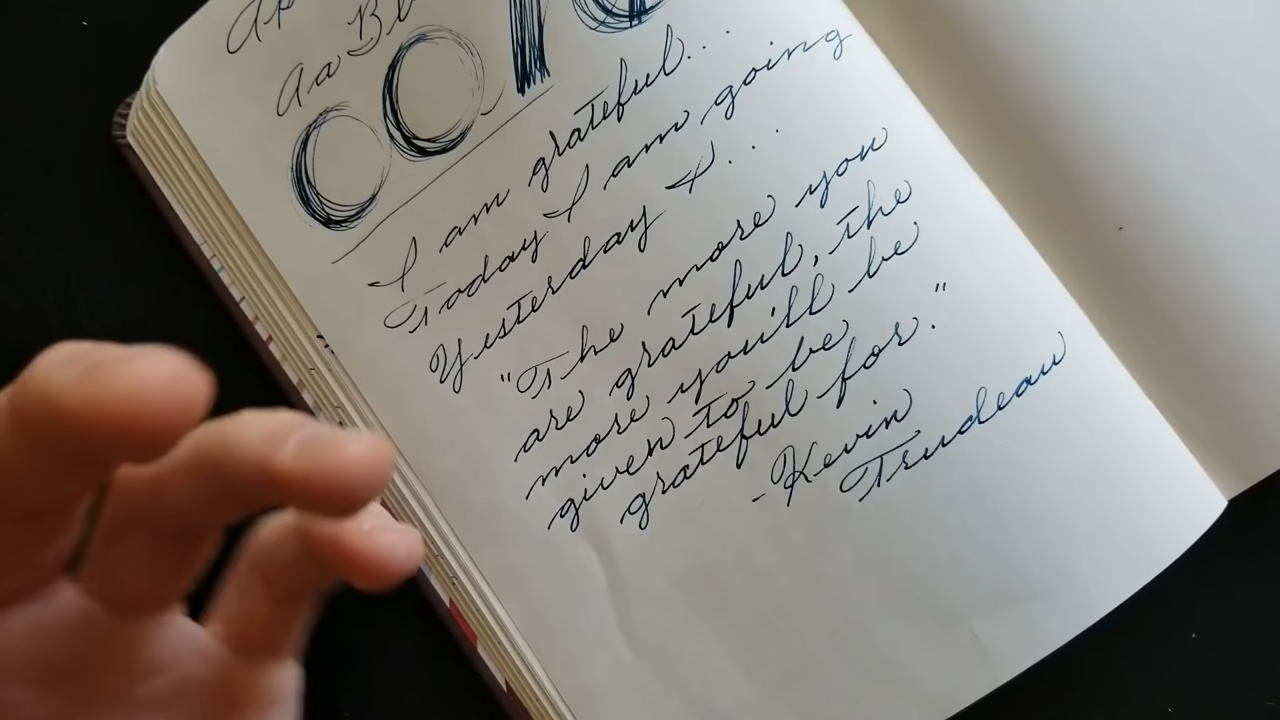 Aa Bb
I am grateful...
Today I am going
Yesterday I...
"The more you
are grateful, the
more you'll be
given to be
grateful for."
-Kevin
Trudeau